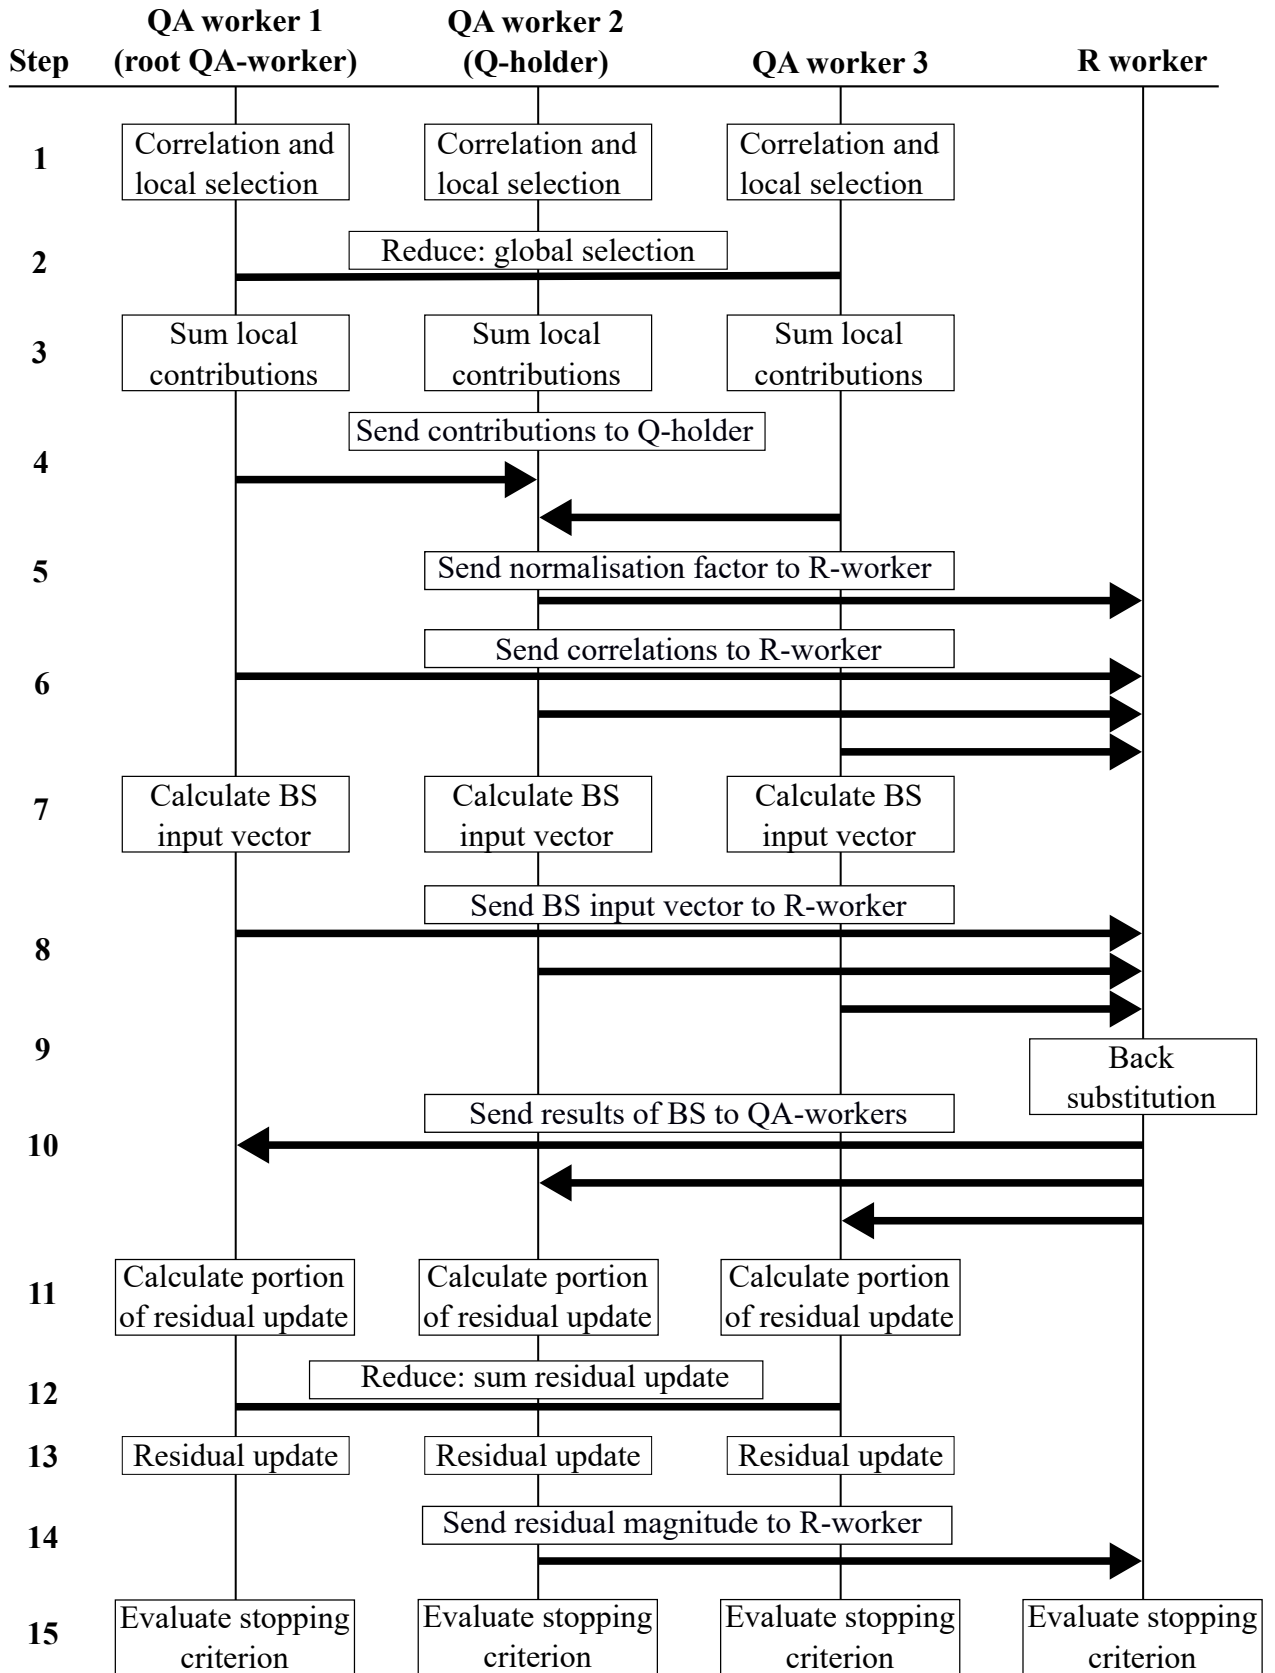 QA worker 1
(root QA-worker)
QA worker 2
(Q-holder)
Step
QA worker 3
R worker
1
Correlation and
local selection
Correlation and
local selection
Correlation and
local selection
2
Reduce: global selection
3
Sum local
contributions
Sum local
contributions
Sum local
contributions
4
Send contributions to Q-holder
5
Send normalisation factor to R-worker
6
Send correlations to R-worker
7
Calculate BS
input vector
Calculate BS
input vector
Calculate BS
input vector
8
Send BS input vector to R-worker
9
Back
substitution
10
Send results of BS to QA-workers
11
Calculate portion
of residual update
Calculate portion
of residual update
Calculate portion
of residual update
12
Reduce: sum residual update
13
Residual update
Residual update
Residual update
14
Send residual magnitude to R-worker
15
Evaluate stopping
criterion
Evaluate stopping
criterion
Evaluate stopping
criterion
Evaluate stopping
criterion